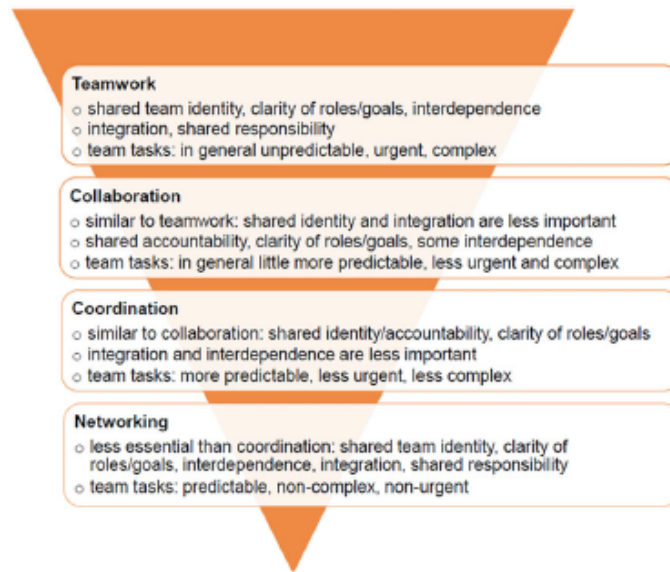 Teamwork
○ shared team identity, clarity of roles/goals, interdependence
○ integration, shared responsibility
○ team tasks: in general unpredictable, urgent, complex
Collaboration
○ similar to teamwork: shared identity and integration are less important
○ shared accountability, clarity of roles/goals, some interdependence
○ team tasks: in general little more predictable, less urgent and complex
Coordination
○ similar to collaboration: shared identity/accountability, clarity of roles/goals
○ integration and interdependence are less important
○ team tasks: more predictable, less urgent, less complex
Networking
○ less essential than coordination: shared team identity, clarity of
roles/goals, interdependence, integration, shared responsibility
○ team tasks: predictable, non-complex, non-urgent